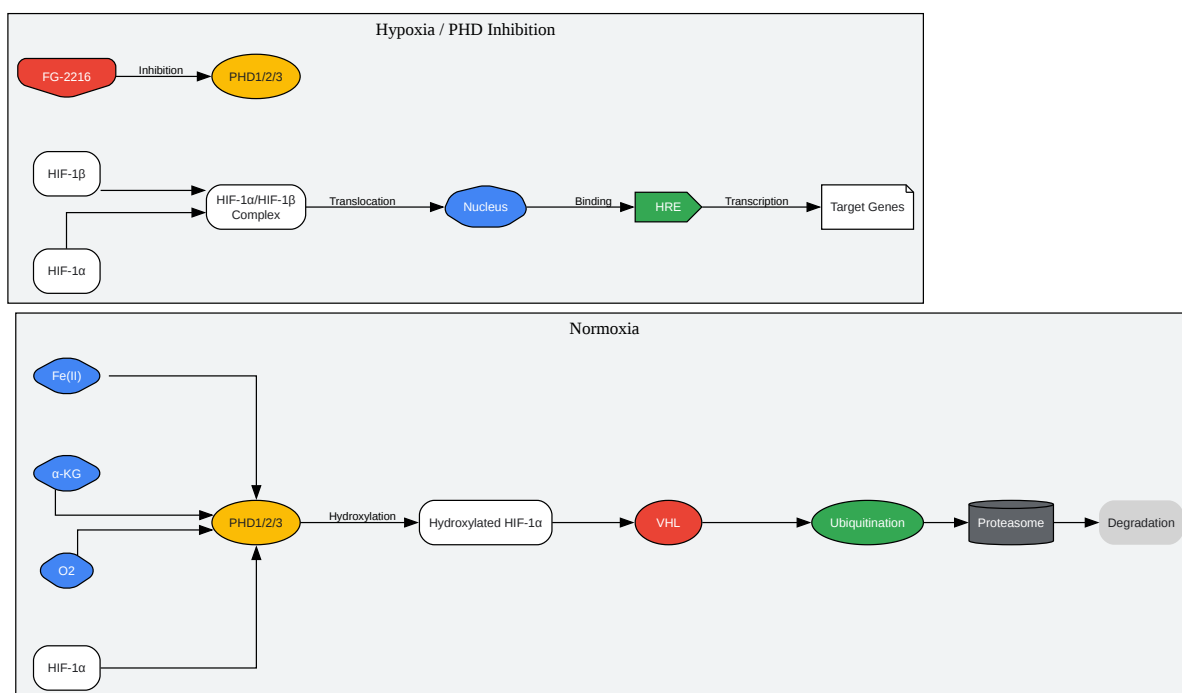 Hypoxia / PHD Inhibition
FG-2216
Inhibition
PHD1/2/3
HIF-1β
HIF-1α/HIF-1β
Complex
Translocation
Nucleus
Binding
HRE
Transcription
Target Genes
HIF-1α
Normoxia
Fe(II)
α-KG
PHD1/2/3
Hydroxylation
Hydroxylated HIF-1α
VHL
Ubiquitination
Proteasome
Degradation
O2
HIF-1α